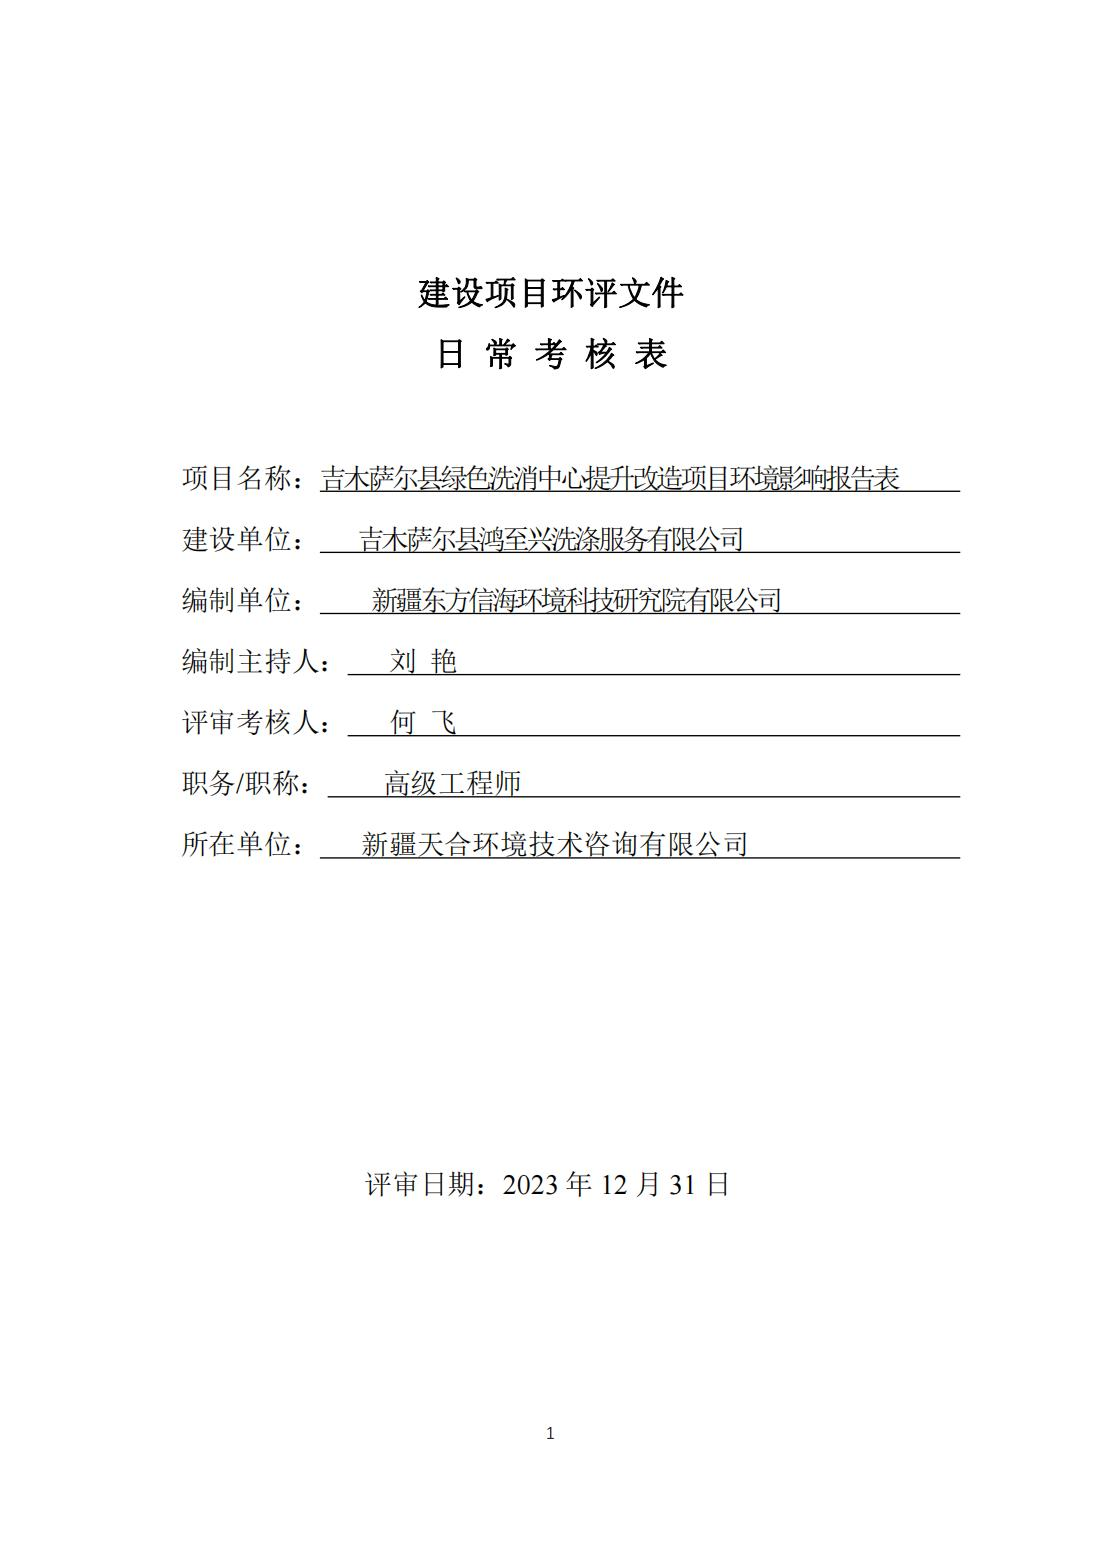 建设项目环评文件
日 常 考 核 表
项目名称：吉木萨尔县绿色洗消中心提升改造项目环境影响报告表
建设单位：吉木萨尔县鸿至兴洗涤服务有限公司
编制单位：新疆东方信海环境科技研究院有限公司
编制主持人：刘 艳
评审考核人：何 飞
职务/职称：高级工程师
所在单位：新疆天合环境技术咨询有限公司
评审日期：2023 年 12 月 31 日
1